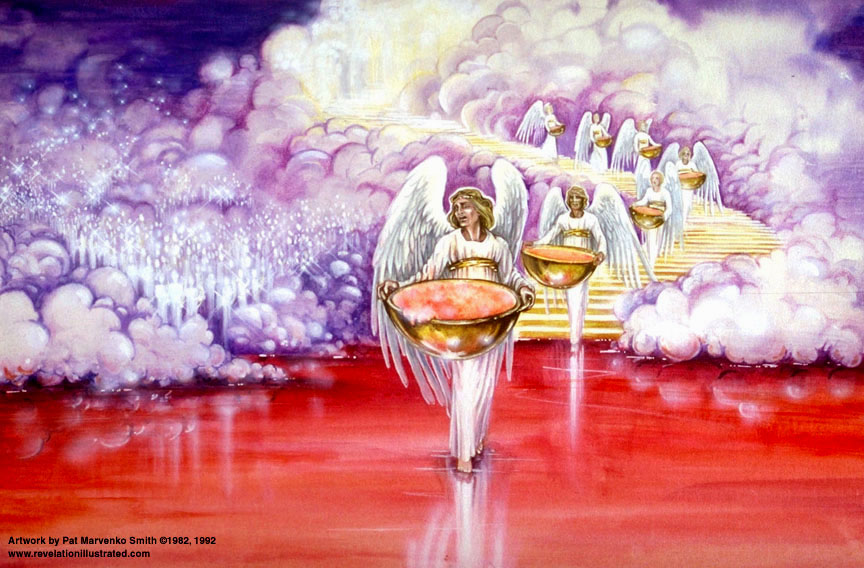 Artwork by Pat Marvenko Smith ©1982, 1992
www.revelationillustrated.com